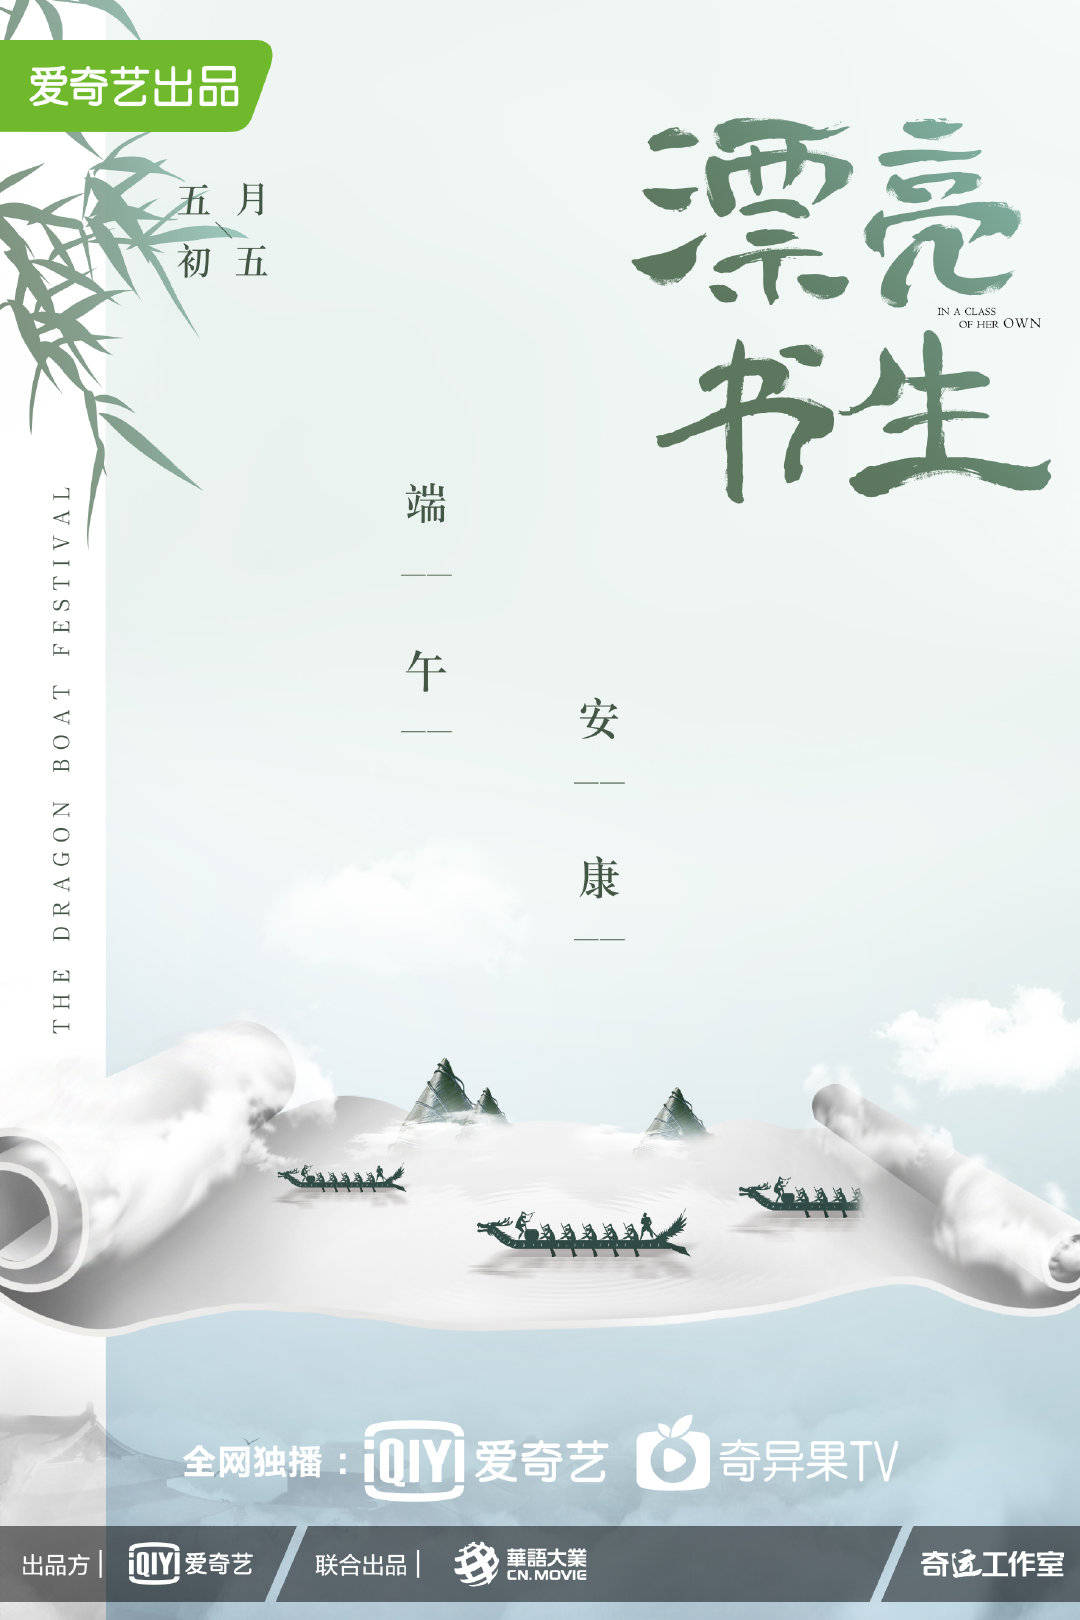 爱奇艺出品
五月
初五
漂亮
IN A CLASS
OF HER OWN
书生
端
午
安
康
THE DRAGON BOAT FESTIVAL
全网独播：iQIYI 爱奇艺 奇异果TV
出品方 | iQIYI 爱奇艺 联合出品 | 華語大業 CN.MOVIE 奇迹工作室